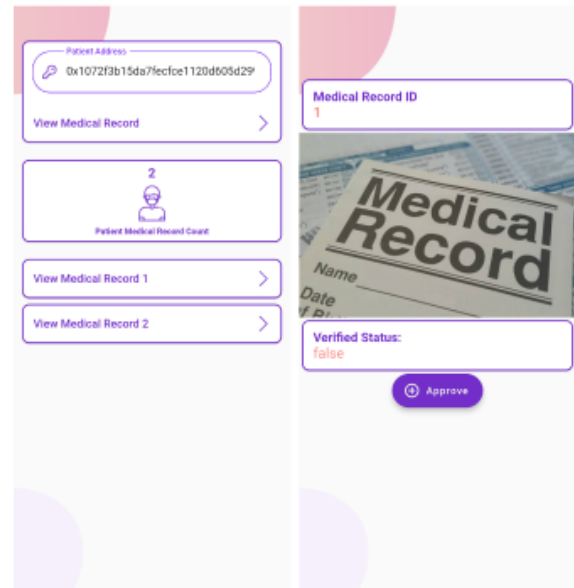 Patient Address
0x1072f3b15da7fecfce1120d605d29
View Medical Record
2
Patient Medical Record Count
View Medical Record 1
View Medical Record 2
Medical Record ID
1
Medical
Record
Name
Date
Verified Status:
false
Approve